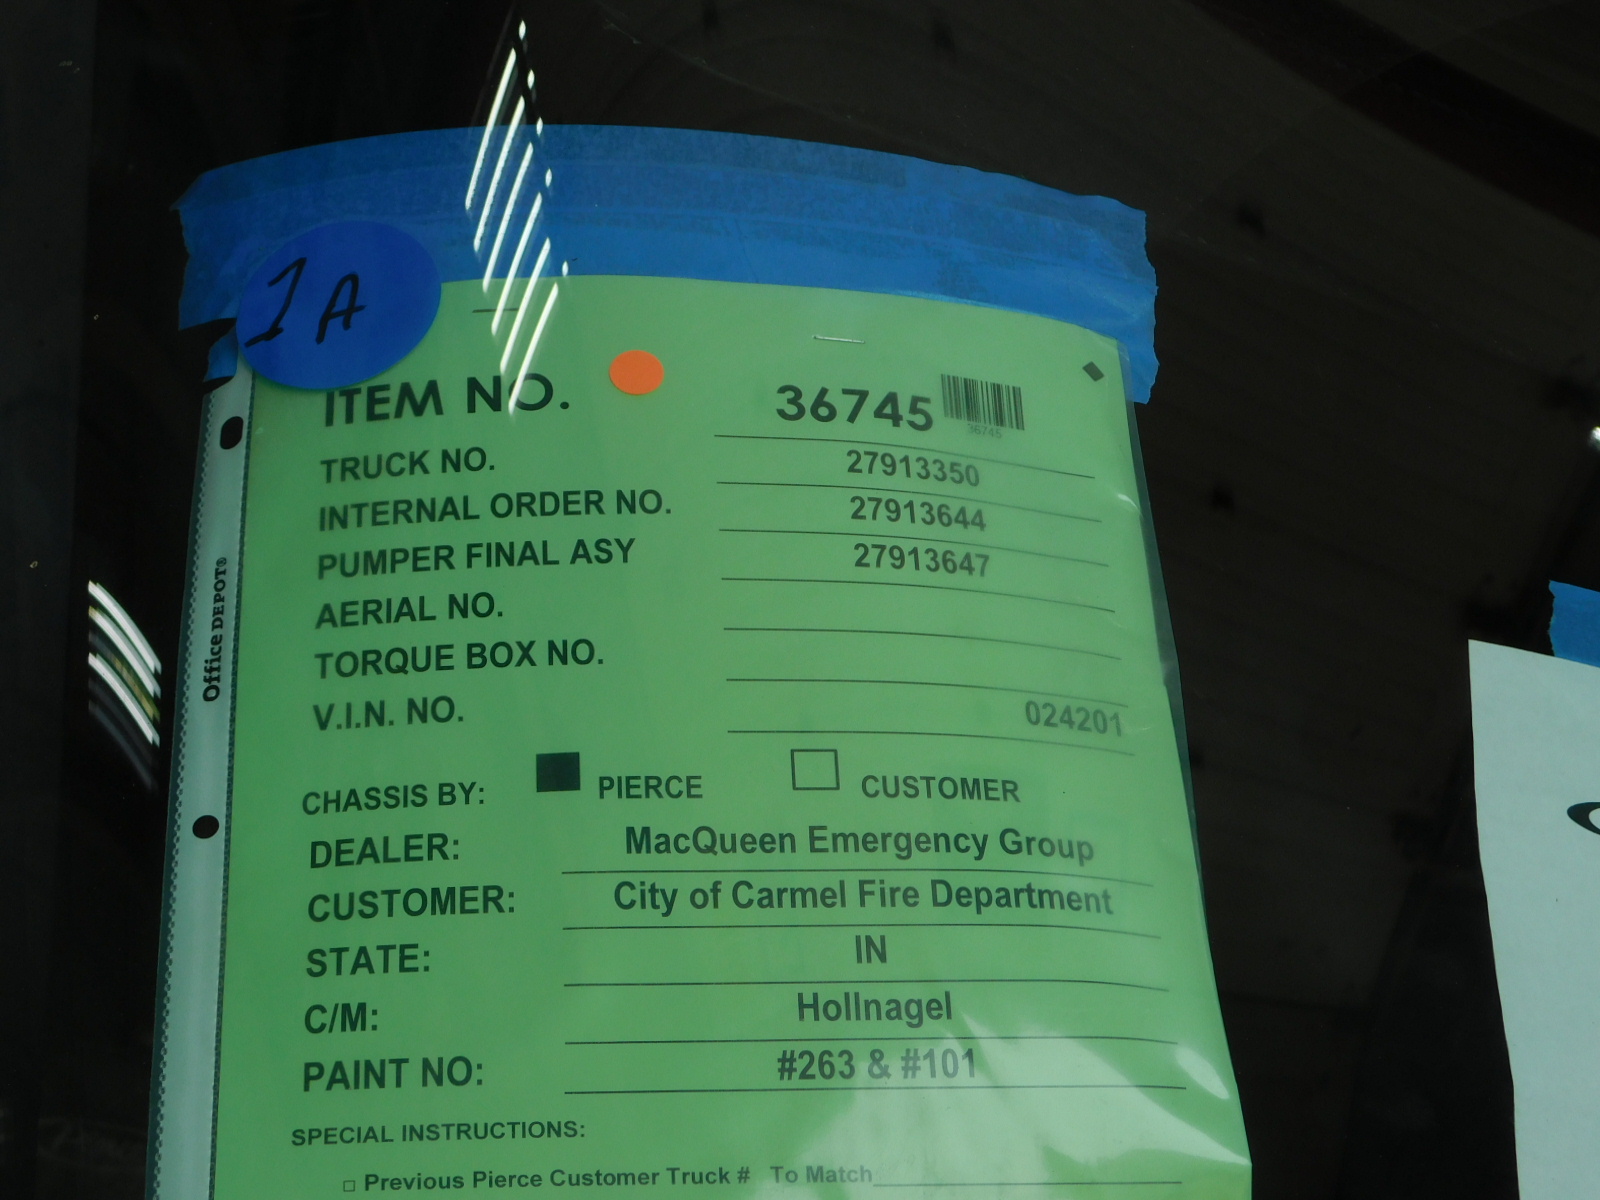 1A
ITEM NO. 36745
36745
TRUCK NO. 27913350
INTERNAL ORDER NO. 27913644
PUMPER FINAL ASY 27913647
AERIAL NO.
TORQUE BOX NO.
V.I.N. NO. 024201
CHASSIS BY: PIERCE CUSTOMER
DEALER: MacQueen Emergency Group
CUSTOMER: City of Carmel Fire Department
STATE: IN
C/M: Hollnagel
PAINT NO: #263 & #101
SPECIAL INSTRUCTIONS:
Previous Pierce Customer Truck # To Match
Office DEPOT®